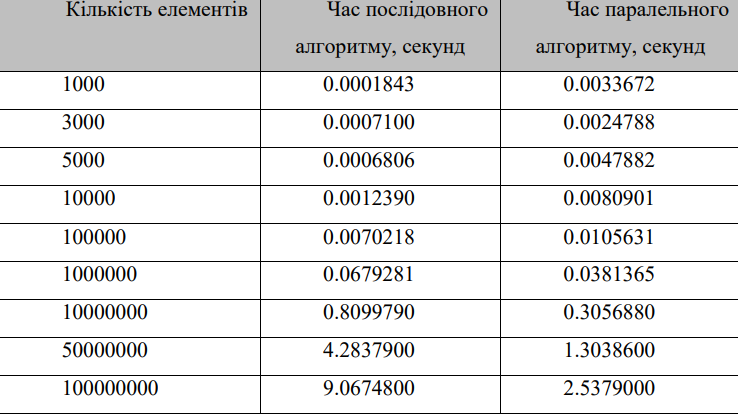 Кількість елементів Час послідовного Час паралельного
алгоритму, секунд алгоритму, секунд
1000 0.0001843 0.0033672
3000 0.0007100 0.0024788
5000 0.0006806 0.0047882
10000 0.0012390 0.0080901
100000 0.0070218 0.0105631
1000000 0.0679281 0.0381365
10000000 0.8099790 0.3056880
50000000 4.2837900 1.3038600
100000000 9.0674800 2.5379000